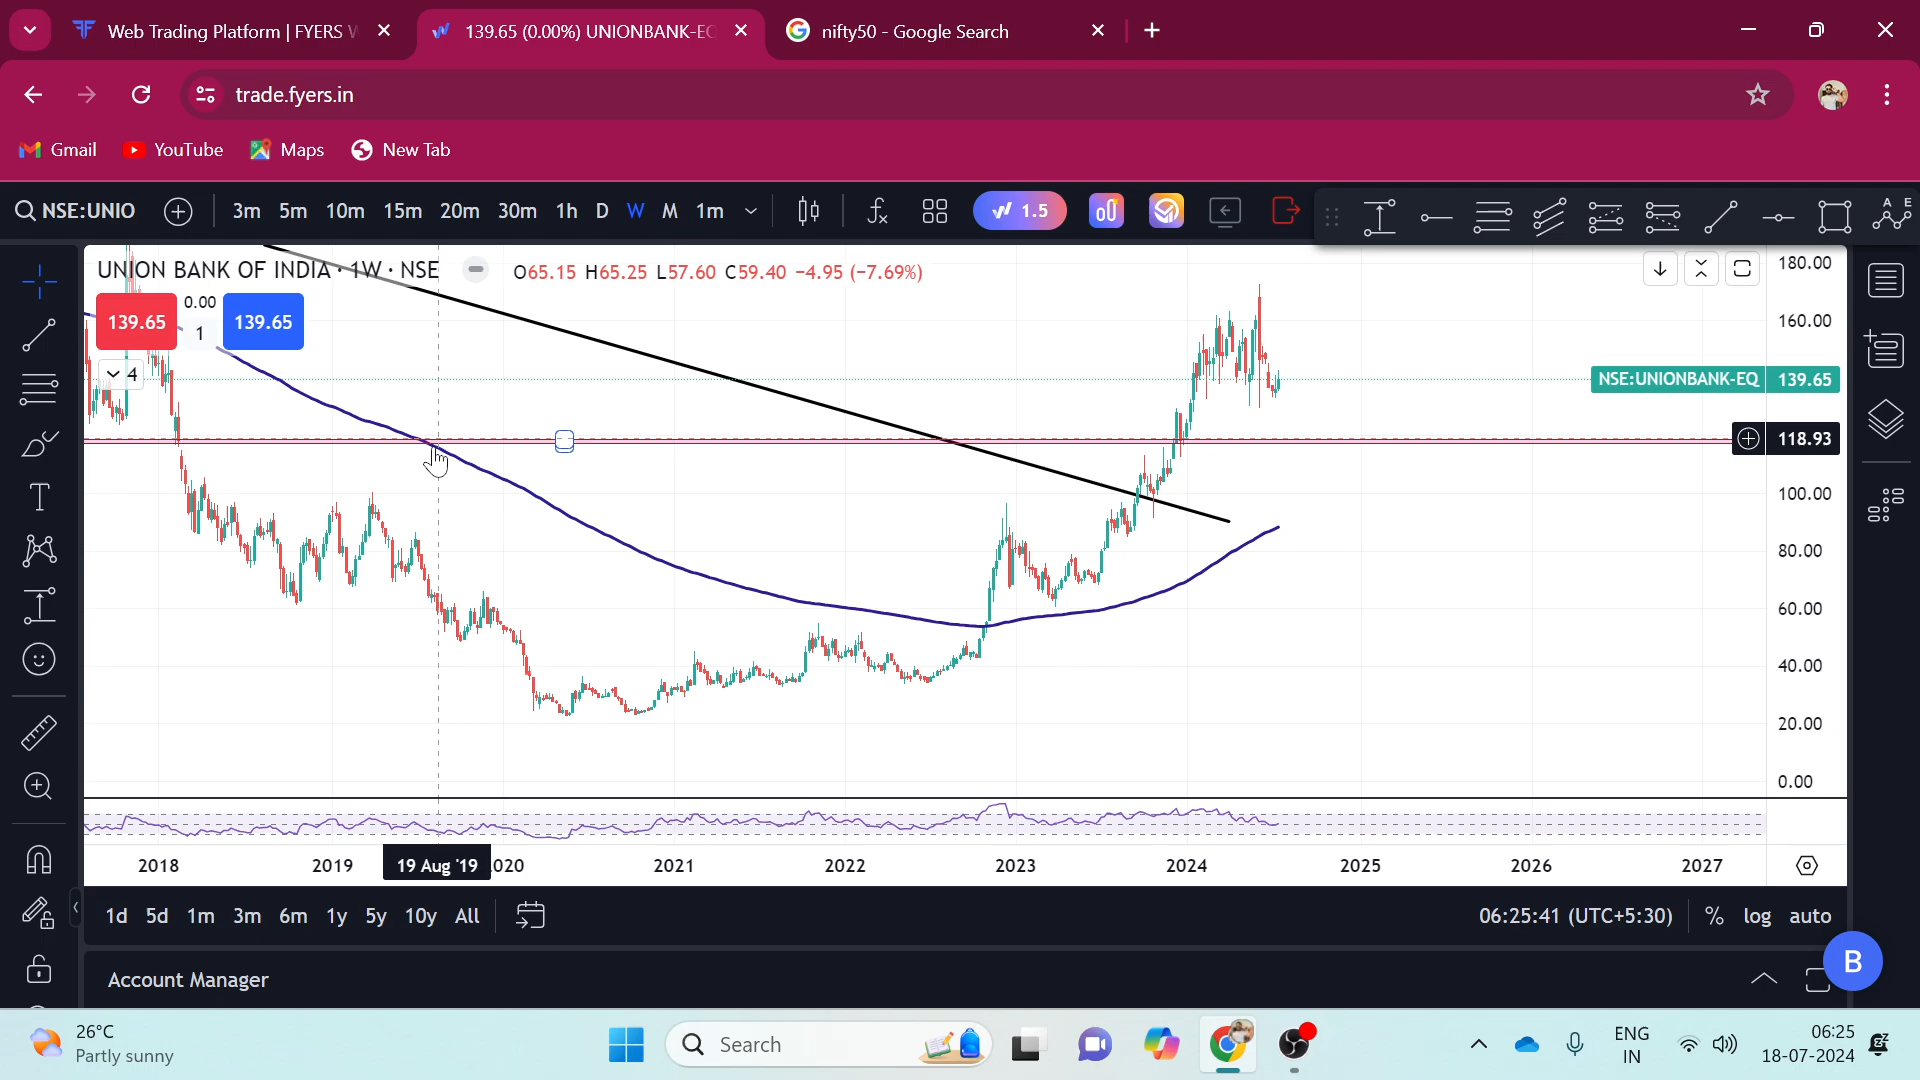 Web Trading Platform | FYERS W
139.65 (0.00%) UNIONBANK-EQ
nifty50 - Google Search
trade.fyers.in
Gmail
YouTube
Maps
New Tab
NSE:UNIO
3m 5m 10m 15m 20m 30m 1h D W M 1m
1.5
UNION BANK OF INDIA · 1W · NSE
O65.15 H65.25 L57.60 C59.40 −4.95 (−7.69%)
139.65
0.00
1
139.65
4
180.00
160.00
NSE:UNIONBANK-EQ 139.65
118.93
100.00
80.00
60.00
40.00
20.00
0.00
2018 2019 19 Aug '19 020 2021 2022 2023 2024 2025 2026 2027
1d 5d 1m 3m 6m 1y 5y 10y All
06:25:41 (UTC+5:30) % log auto
Account Manager
B
26°C
Partly sunny
Search
ENG
IN
06:25
18-07-2024